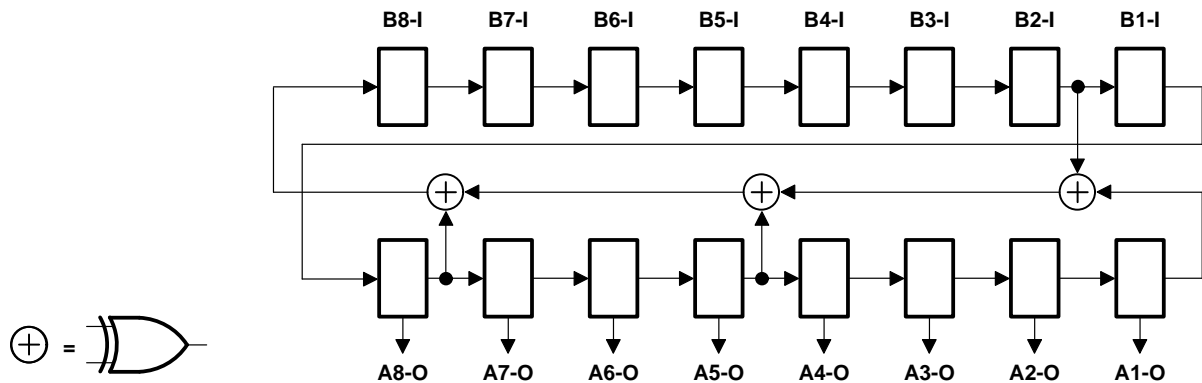 B8-I B7-I B6-I B5-I B4-I B3-I B2-I B1-I
=
A8-O A7-O A6-O A5-O A4-O A3-O A2-O A1-O